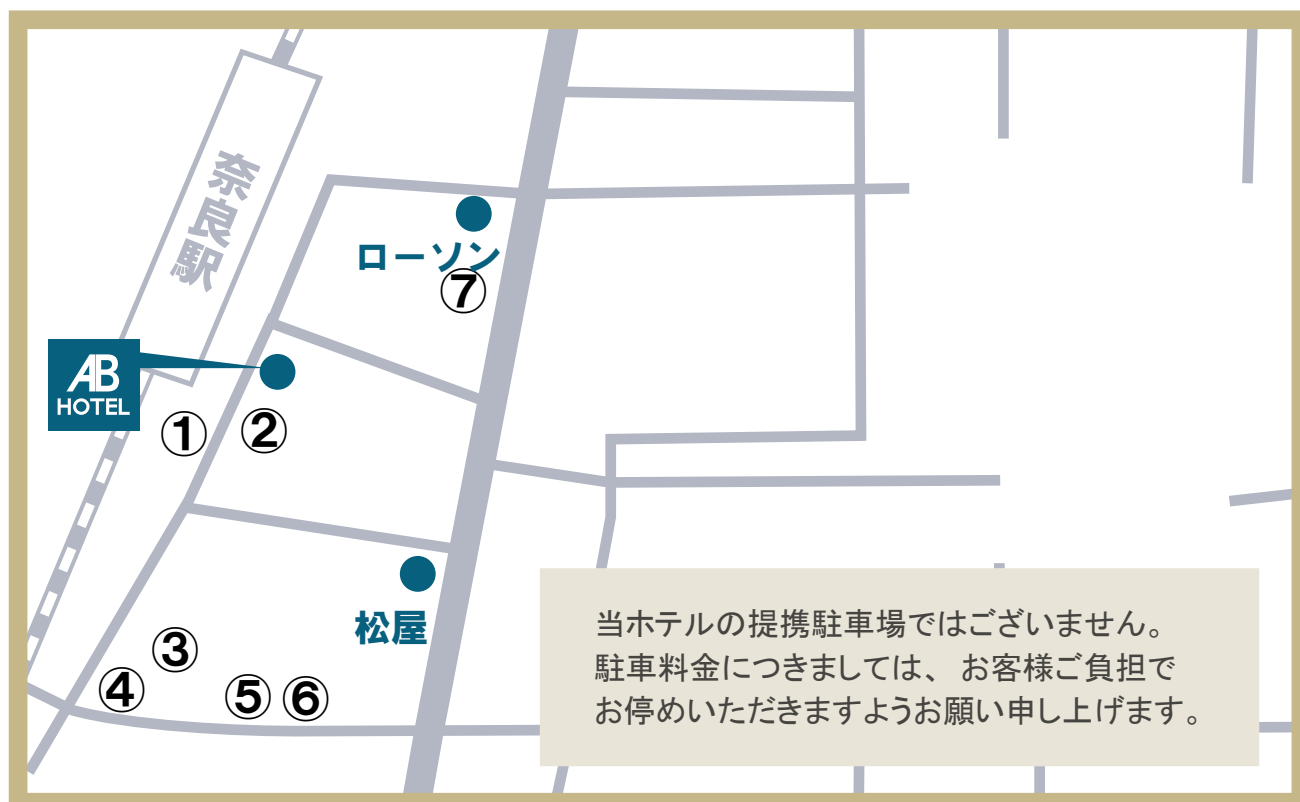 奈良駅
ローソン
⑦
AB
HOTEL
①
②
松屋
③
④
⑤
⑥
当ホテルの提携駐車場ではございません。
駐車料金につきましては、お客様ご負担で
お停めいただきますようお願い申し上げます。